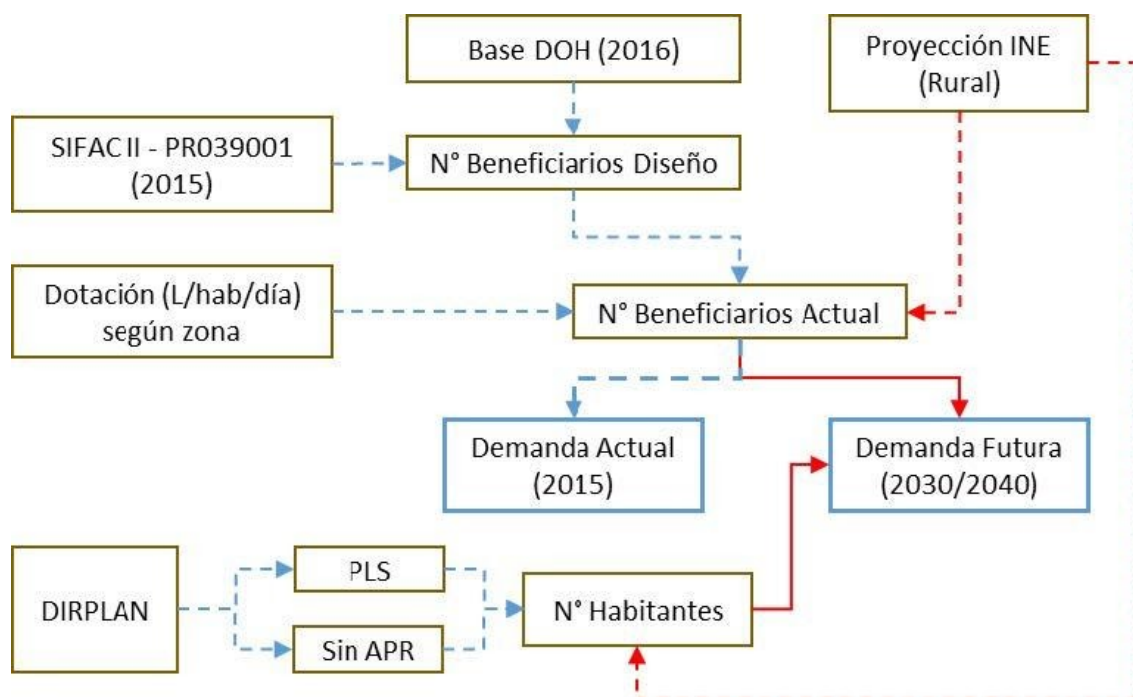 Base DOH (2016)
Proyección INE
(Rural)
SIFAC II - PR039001
(2015)
N° Beneficiarios Diseño
Dotación (L/hab/día)
según zona
N° Beneficiarios Actual
Demanda Actual
(2015)
Demanda Futura
(2030/2040)
DIRPLAN
PLS
Sin APR
N° Habitantes